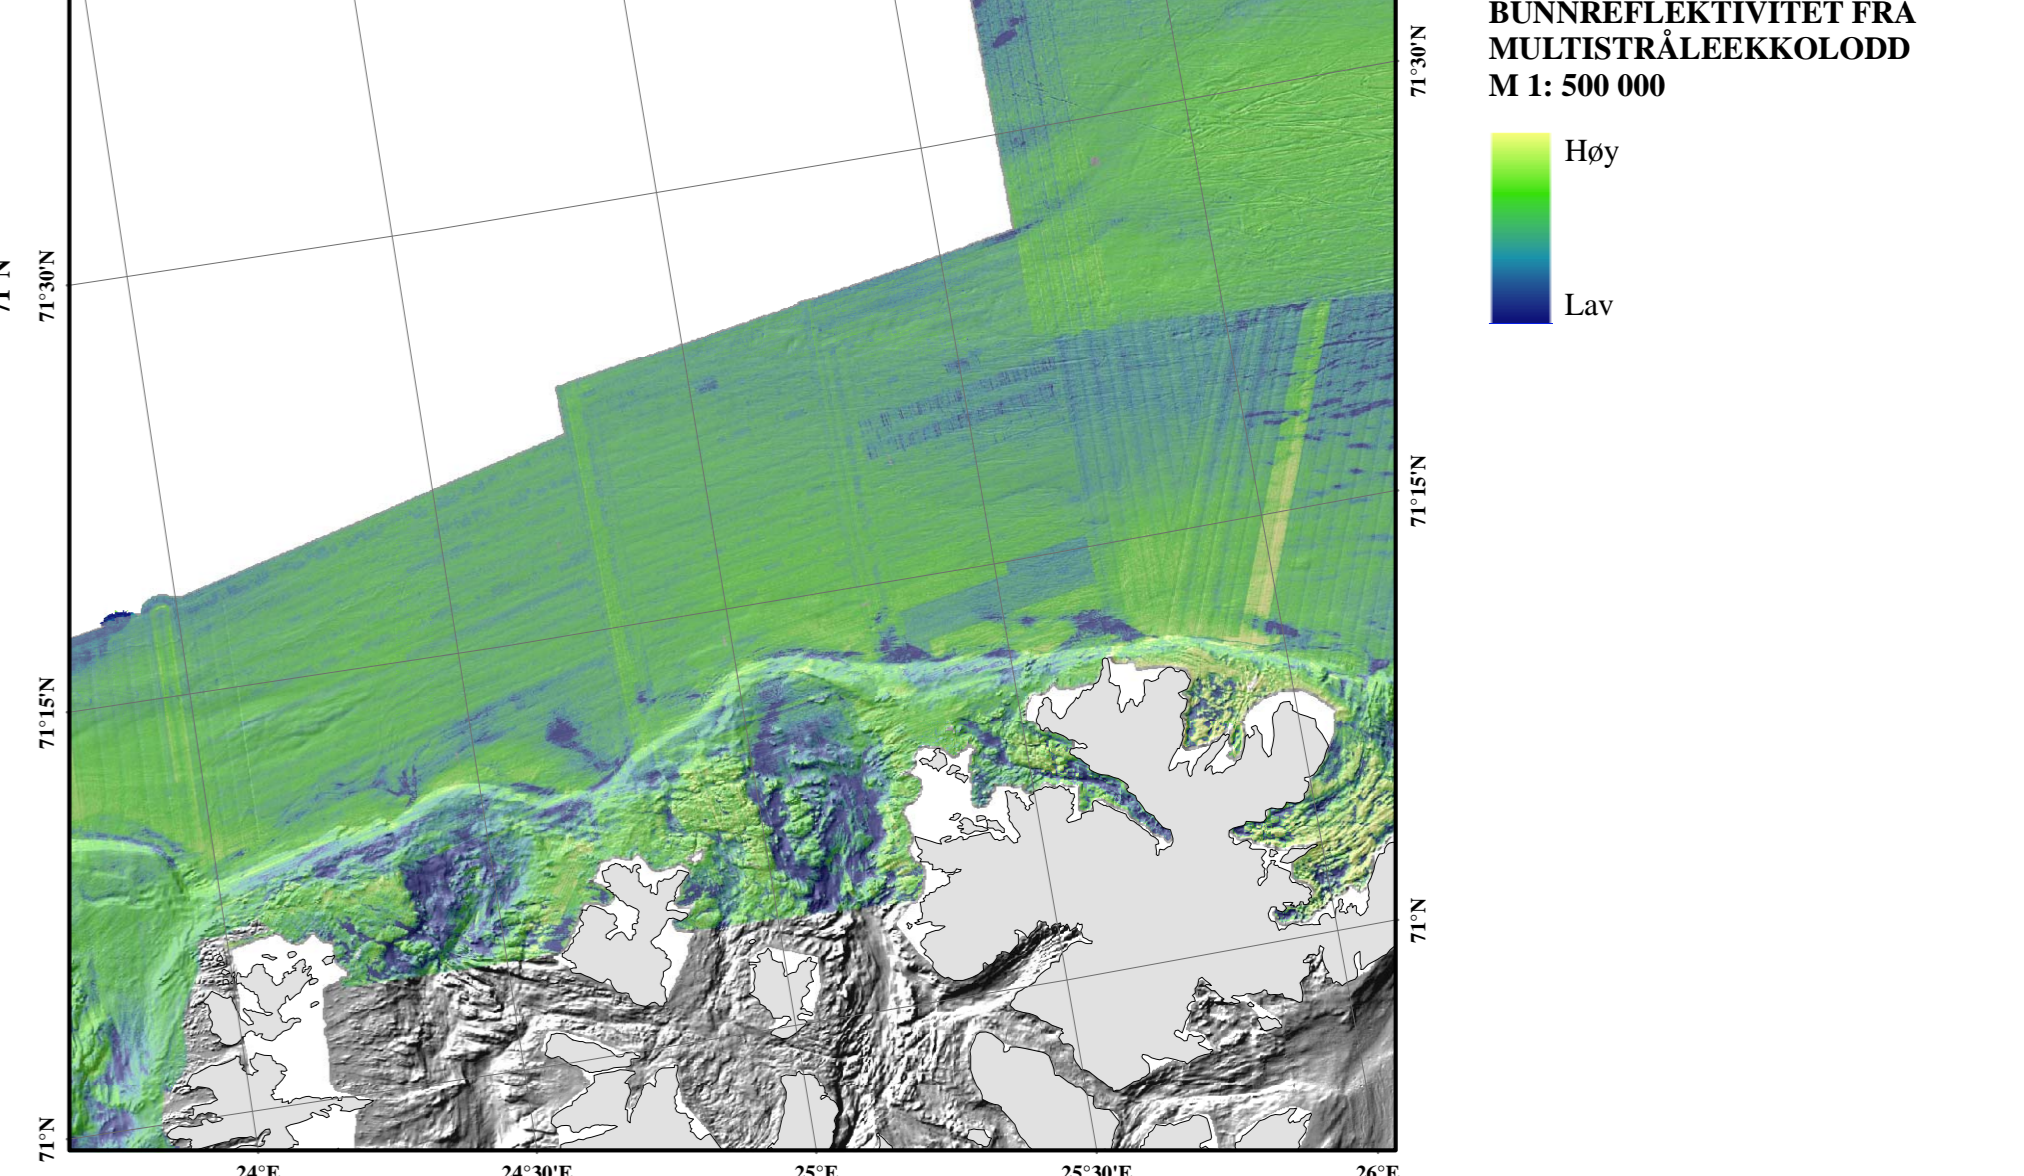 BUNNREFLEKTIVITET FRA
MULTISTRÅLEEKKOLODD
M 1: 500 000
Høy
Lav
71°30'N
71°15'N
71°N
71°30'N
71°15'N
71°N
24°E
24°30'E
25°E
25°30'E
26°E